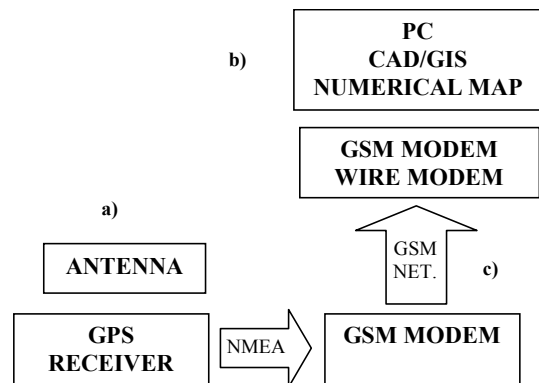 b)
PC
CAD/GIS
NUMERICAL MAP
GSM MODEM
WIRE MODEM
a)
ANTENNA
GSM
NET.
c)
GPS
RECEIVER
NMEA
GSM MODEM